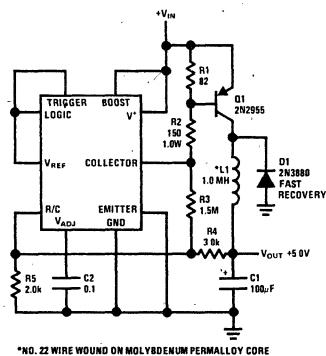 +VIN
R1
82
Q1
2N2955
TRIGGER
LOGIC
BOOST
V+
R2
150
1.0W
VREF
COLLECTOR
*L1
1.0 MH
D1
2N3880
FAST
RECOVERY
R/C
EMITTER
VADJ
GND
R3
1.5M
R4
3.0k
VOUT +5.0V
R5
2.0k
C2
0.1
+
C1
100µF
*NO. 22 WIRE WOUND ON MOLYBDENUM PERMALLOY CORE